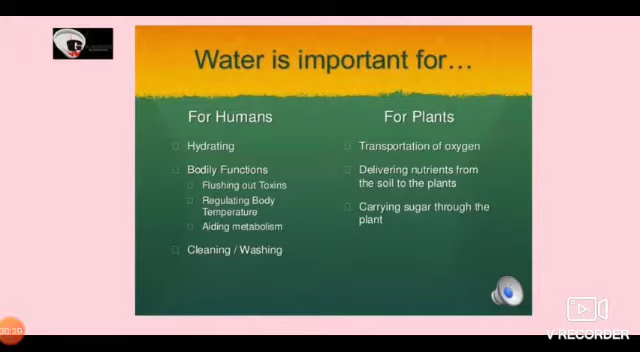 Water is important for...
For Humans
Hydrating
Bodily Functions
Flushing out Toxins
Regulating Body
Temperature
Aiding metabolism
Cleaning / Washing
For Plants
Transportation of oxygen
Delivering nutrients from
the soil to the plants
Carrying sugar through the
plant
00:29
V RECORDER